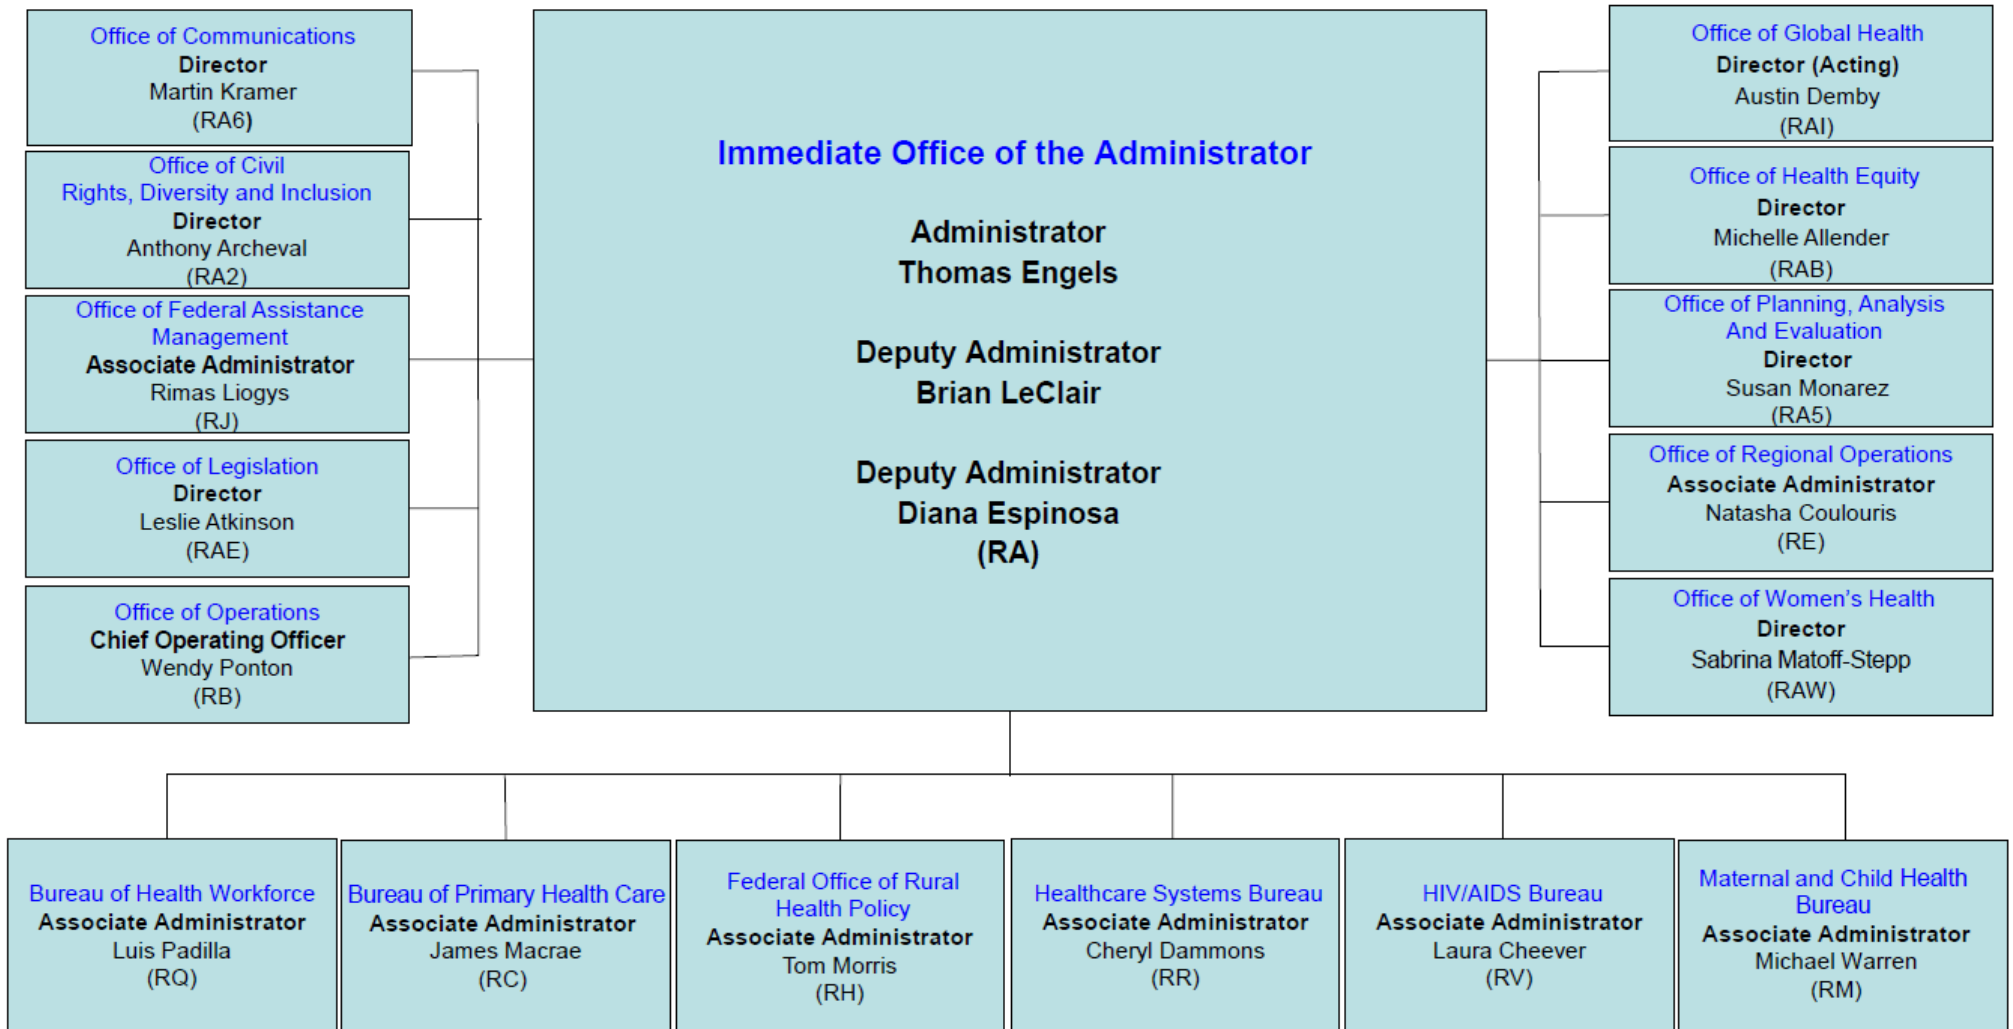 Office of Communications
Director
Martin Kramer
(RA6)
Office of Civil
Rights, Diversity and Inclusion
Director
Anthony Archeval
(RA2)
Office of Federal Assistance
Management
Associate Administrator
Rimas Liogys
(RJ)
Office of Legislation
Director
Leslie Atkinson
(RAE)
Office of Operations
Chief Operating Officer
Wendy Ponton
(RB)
Immediate Office of the Administrator
Administrator
Thomas Engels
Deputy Administrator
Brian LeClair
Deputy Administrator
Diana Espinosa
(RA)
Office of Global Health
Director (Acting)
Austin Demby
(RAI)
Office of Health Equity
Director
Michelle Allender
(RAB)
Office of Planning, Analysis
And Evaluation
Director
Susan Monarez
(RA5)
Office of Regional Operations
Associate Administrator
Natasha Coulouris
(RE)
Office of Women’s Health
Director
Sabrina Matoff-Stepp
(RAW)
Bureau of Health Workforce
Associate Administrator
Luis Padilla
(RQ)
Bureau of Primary Health Care
Associate Administrator
James Macrae
(RC)
Federal Office of Rural
Health Policy
Associate Administrator
Tom Morris
(RH)
Healthcare Systems Bureau
Associate Administrator
Cheryl Dammons
(RR)
HIV/AIDS Bureau
Associate Administrator
Laura Cheever
(RV)
Maternal and Child Health
Bureau
Associate Administrator
Michael Warren
(RM)